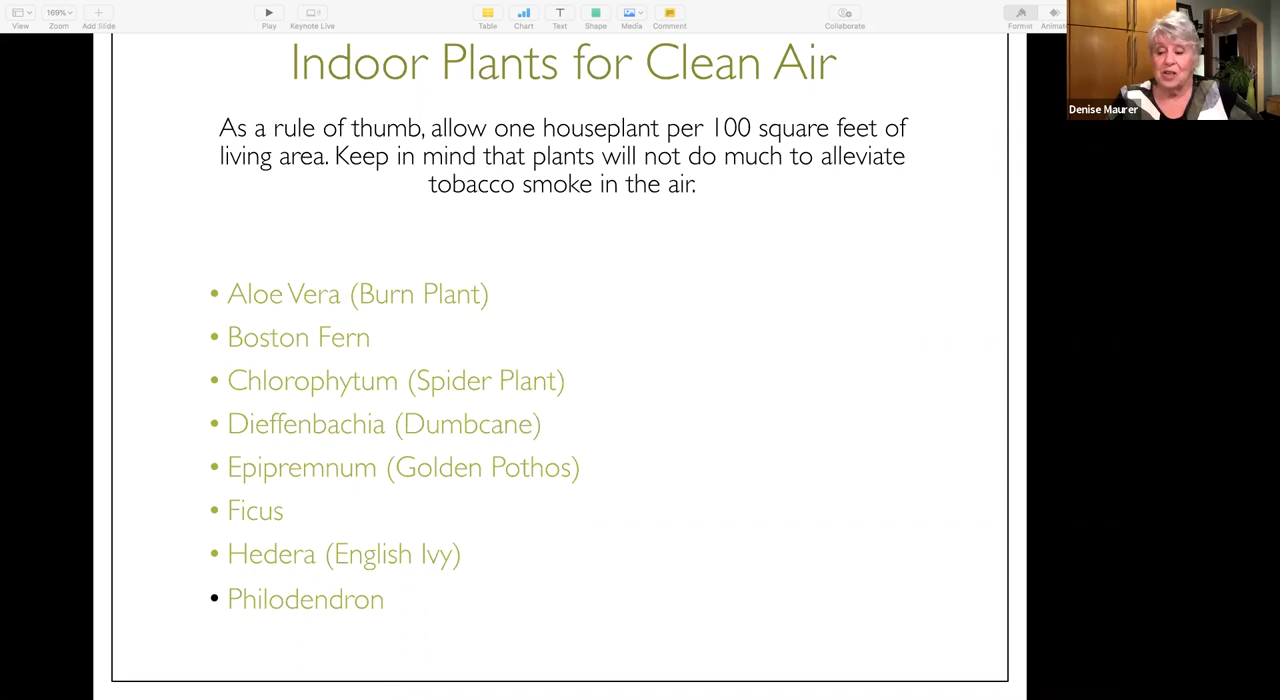 View
169%
Zoom
Add Slide
Play
Keynote Live
Table
Chart
T
Text
Shape
Media
Comment
Collaborate
Format
Animat
Denise Maurer
Indoor Plants for Clean Air
As a rule of thumb, allow one houseplant per 100 square feet of
living area. Keep in mind that plants will not do much to alleviate
tobacco smoke in the air.
• Aloe Vera (Burn Plant)
• Boston Fern
• Chlorophytum (Spider Plant)
• Dieffenbachia (Dumbcane)
• Epipremnum (Golden Pothos)
• Ficus
• Hedera (English Ivy)
• Philodendron